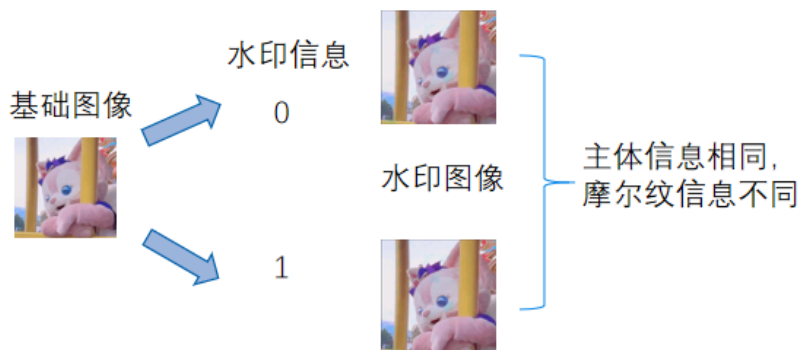 基础图像
水印信息
0
1
水印图像
主体信息相同，
摩尔纹信息不同